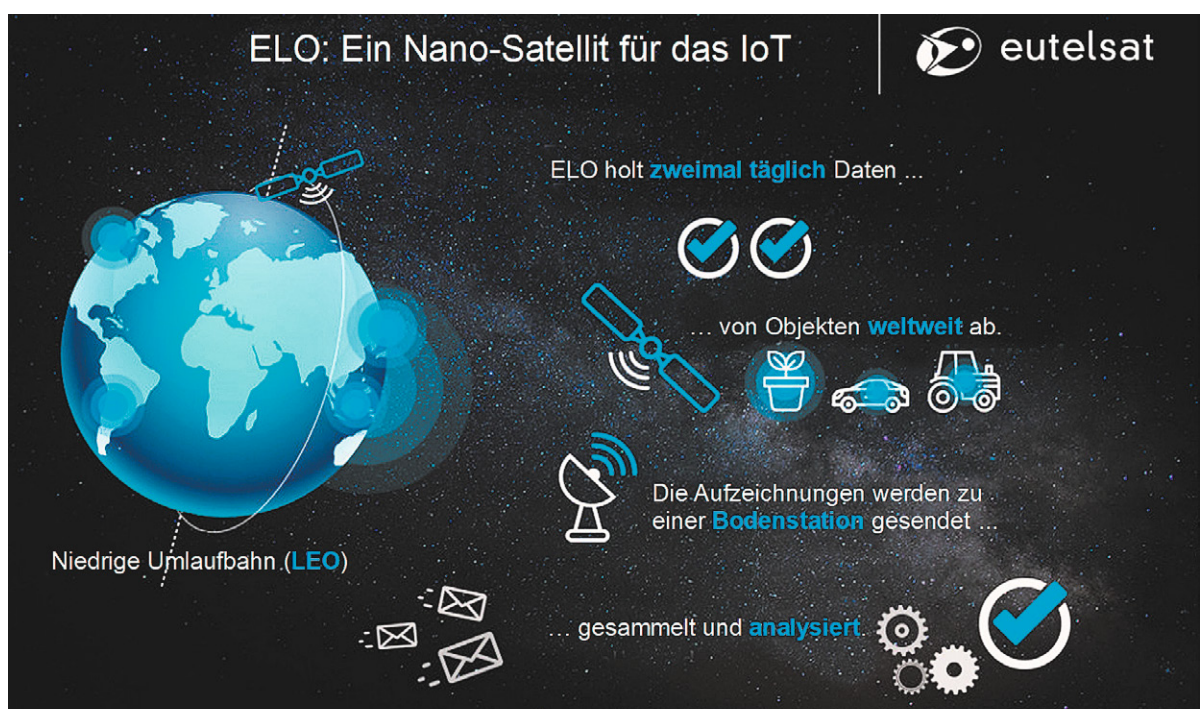 ELO: Ein Nano-Satellit für das IoT
eutelsat
ELO holt zweimal täglich Daten ...
... von Objekten weltweit ab.
Die Aufzeichnungen werden zu
einer Bodenstation gesendet ...
Niedrige Umlaufbahn (LEO)
... gesammelt und analysiert.